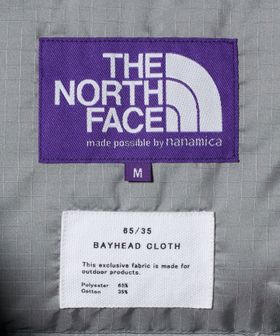 THE
NORTH
FACE
made possible by nanamica
M
65/35
BAYHEAD CLOTH
This exclusive fabric is made for
outdoor products.
Polyester 65%
Cotton 35%